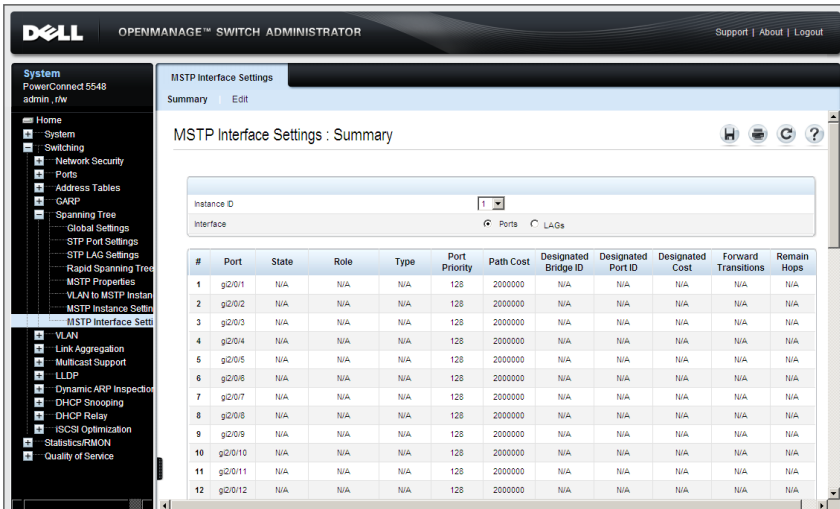 DELL OPENMANAGE™ SWITCH ADMINISTRATOR Support | About | Logout
System
PowerConnect 5548
admin , r/w
Home
System
Switching
Network Security
Ports
Address Tables
GARP
Spanning Tree
Global Settings
STP Port Settings
STP LAG Settings
Rapid Spanning Tree
MSTP Properties
VLAN to MSTP Instan
MSTP Instance Settin
MSTP Interface Setti
VLAN
Link Aggregation
Multicast Support
LLDP
Dynamic ARP Inspection
DHCP Snooping
DHCP Relay
iSCSI Optimization
Statistics/RMON
Quality of Service
MSTP Interface Settings
Summary Edit
MSTP Interface Settings : Summary
?
Instance ID 1
Interface Ports LAGs
# Port State Role Type Port Priority Path Cost Designated Bridge ID Designated Port ID Designated Cost Forward Transitions Remain Hops
1 gi2/0/1 N/A N/A N/A 128 2000000 N/A N/A N/A N/A N/A
2 gi2/0/2 N/A N/A N/A 128 2000000 N/A N/A N/A N/A N/A
3 gi2/0/3 N/A N/A N/A 128 2000000 N/A N/A N/A N/A N/A
4 gi2/0/4 N/A N/A N/A 128 2000000 N/A N/A N/A N/A N/A
5 gi2/0/5 N/A N/A N/A 128 2000000 N/A N/A N/A N/A N/A
6 gi2/0/6 N/A N/A N/A 128 2000000 N/A N/A N/A N/A N/A
7 gi2/0/7 N/A N/A N/A 128 2000000 N/A N/A N/A N/A N/A
8 gi2/0/8 N/A N/A N/A 128 2000000 N/A N/A N/A N/A N/A
9 gi2/0/9 N/A N/A N/A 128 2000000 N/A N/A N/A N/A N/A
10 gi2/0/10 N/A N/A N/A 128 2000000 N/A N/A N/A N/A N/A
11 gi2/0/11 N/A N/A N/A 128 2000000 N/A N/A N/A N/A N/A
12 gi2/0/12 N/A N/A N/A 128 2000000 N/A N/A N/A N/A N/A